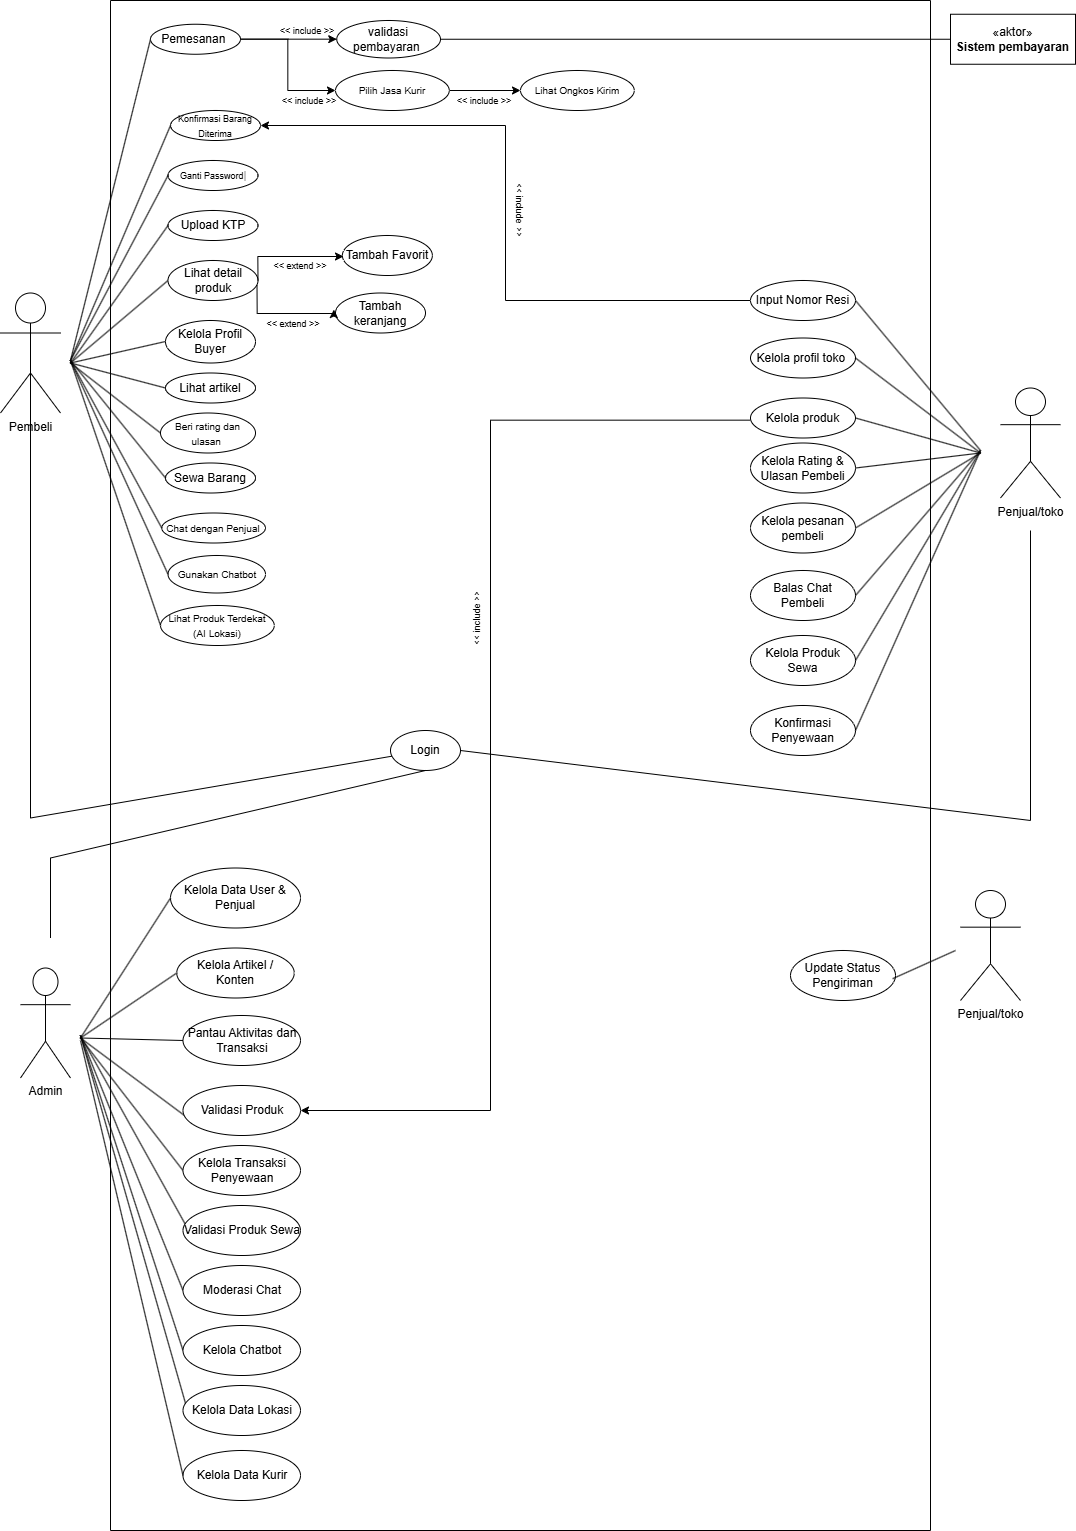 Pemesanan
<< include >>
validasi
pembayaran
«aktor»
Sistem pembayaran
<< include >>
Pilih Jasa Kurir
<< include >>
Lihat Ongkos Kirim
Konfirmasi Barang
Diterima
Ganti Password
<< include >>
Upload KTP
Lihat detail
produk
<< extend >>
Tambah Favorit
<< extend >>
Tambah
keranjang
Kelola Profil
Buyer
Lihat artikel
Beri rating dan
ulasan
Sewa Barang
Chat dengan Penjual
Gunakan Chatbot
Lihat Produk Terdekat
(AI Lokasi)
Pembeli
Input Nomor Resi
Kelola profil toko
Kelola produk
Kelola Rating &
Ulasan Pembeli
Kelola pesanan
pembeli
Balas Chat
Pembeli
Kelola Produk
Sewa
Konfirmasi
Penyewaan
Penjual/toko
<< include >>
Login
Kelola Data User &
Penjual
Kelola Artikel /
Konten
Pantau Aktivitas dan
Transaksi
Validasi Produk
Kelola Transaksi
Penyewaan
Validasi Produk Sewa
Moderasi Chat
Kelola Chatbot
Kelola Data Lokasi
Kelola Data Kurir
Admin
Update Status
Pengiriman
Penjual/toko